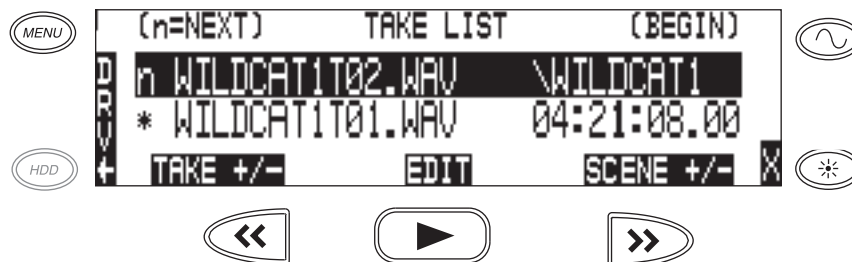 MENU
(n=NEXT) TAKE LIST (BEGIN)
DRV
n WILDCAT1T02.WAV \WILDCAT1
* WILDCAT1T01.WAV 04:21:08.00
HDD
TAKE +/- EDIT SCENE +/- X